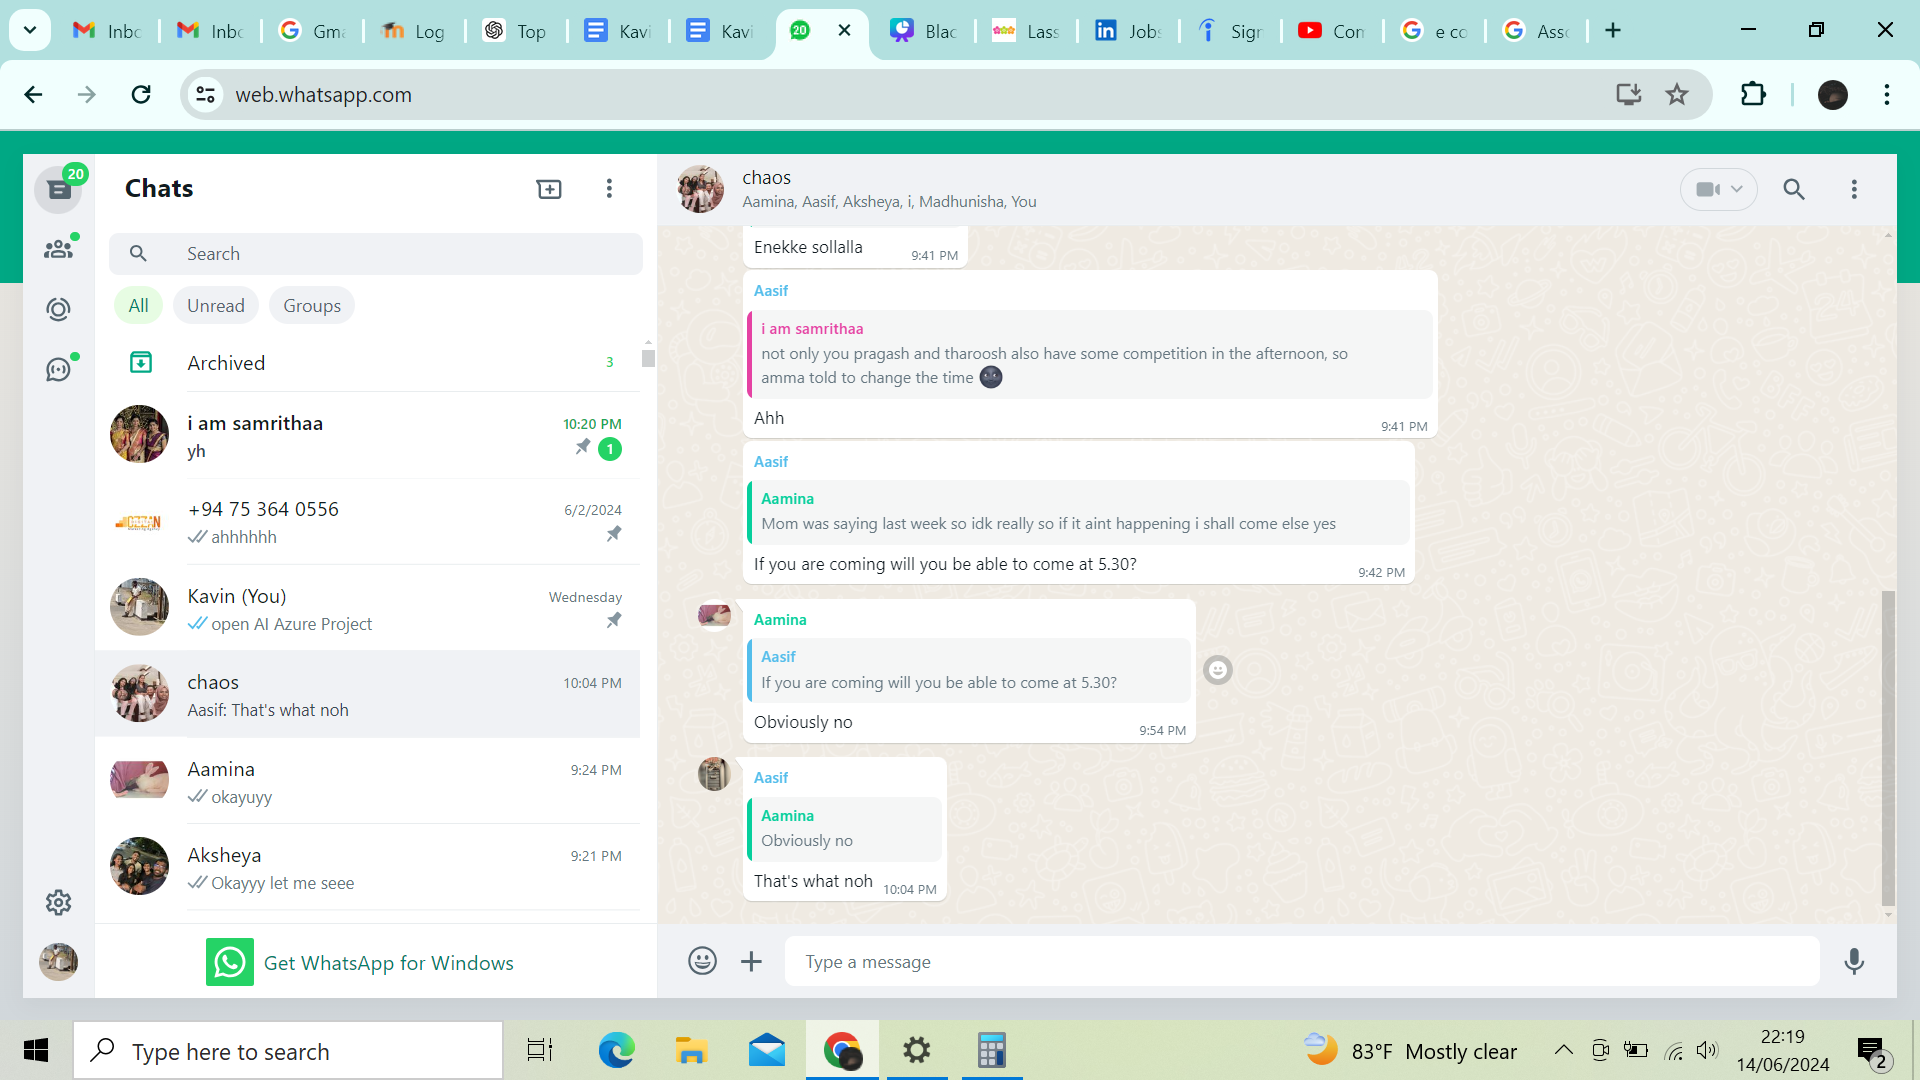 Inbo
Inbo
Gma
Log
Top
Kavi
Kavi
20
Blac
Lass
in
Jobs
Sign
Com
e co
Asso
web.whatsapp.com
20
Chats
Search
All
Unread
Groups
Archived
3
i am samrithaa
10:20 PM
yh
1
+94 75 364 0556
6/2/2024
ahhhhhh
Kavin (You)
Wednesday
open AI Azure Project
chaos
10:04 PM
Aasif: That's what noh
Aamina
9:24 PM
okayuyy
Aksheya
9:21 PM
Okayyy let me seee
Get WhatsApp for Windows
chaos
Aamina, Aasif, Aksheya, i, Madhunisha, You
Enekke sollalla
9:41 PM
Aasif
i am samrithaa
not only you pragash and tharoosh also have some competition in the afternoon, so
amma told to change the time
Ahh
9:41 PM
Aasif
Aamina
Mom was saying last week so idk really so if it aint happening i shall come else yes
If you are coming will you be able to come at 5.30?
9:42 PM
Aamina
Aasif
If you are coming will you be able to come at 5.30?
Obviously no
9:54 PM
Aasif
Aamina
Obviously no
That's what noh
10:04 PM
Type a message
Type here to search
83°F Mostly clear
22:19
14/06/2024
2